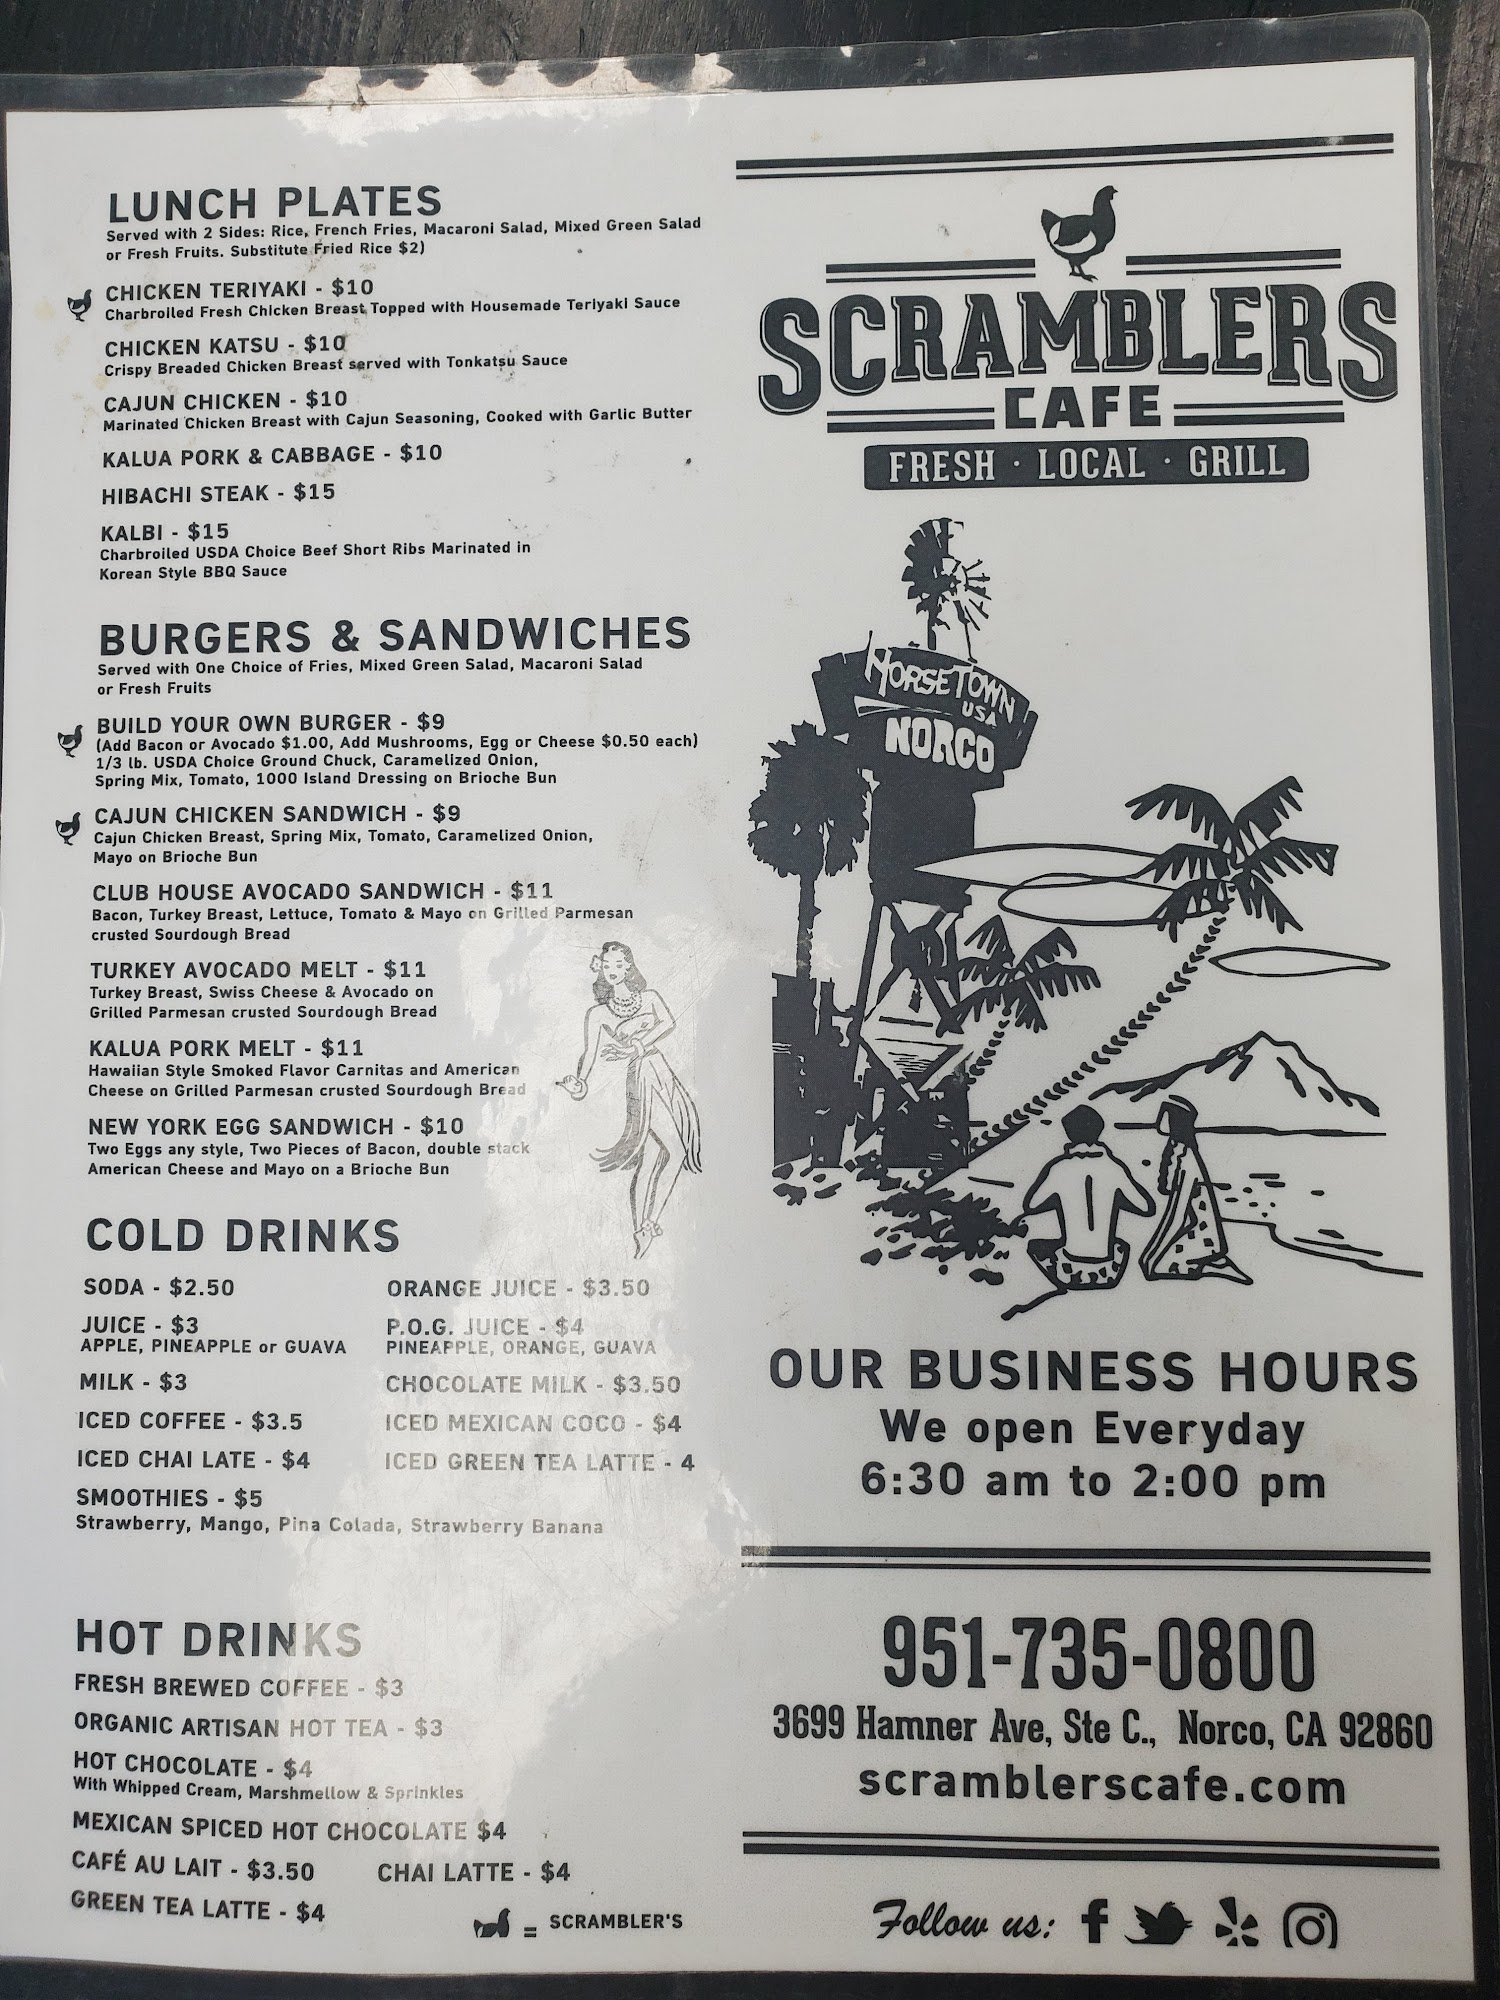 LUNCH PLATES
Served with 2 Sides: Rice, French Fries, Macaroni Salad, Mixed Green Salad
or Fresh Fruits. Substitute Fried Rice $2)
CHICKEN TERIYAKI - $10
Charbroiled Fresh Chicken Breast Topped with Housemade Teriyaki Sauce
CHICKEN KATSU - $10
Crispy Breaded Chicken Breast served with Tonkatsu Sauce
CAJUN CHICKEN - $10
Marinated Chicken Breast with Cajun Seasoning, Cooked with Garlic Butter
KALUA PORK & CABBAGE - $10
HIBACHI STEAK - $15
KALBI - $15
Charbroiled USDA Choice Beef Short Ribs Marinated in
Korean Style BBQ Sauce
BURGERS & SANDWICHES
Served with One Choice of Fries, Mixed Green Salad, Macaroni Salad
or Fresh Fruits
BUILD YOUR OWN BURGER - $9
(Add Bacon or Avocado $1.00, Add Mushrooms, Egg or Cheese $0.50 each)
1/3 lb. USDA Choice Ground Chuck, Caramelized Onion,
Spring Mix, Tomato, 1000 Island Dressing on Brioche Bun
CAJUN CHICKEN SANDWICH - $9
Cajun Chicken Breast, Spring Mix, Tomato, Caramelized Onion,
Mayo on Brioche Bun
CLUB HOUSE AVOCADO SANDWICH - $11
Bacon, Turkey Breast, Lettuce, Tomato & Mayo on Grilled Parmesan
crusted Sourdough Bread
TURKEY AVOCADO MELT - $11
Turkey Breast, Swiss Cheese & Avocado on
Grilled Parmesan crusted Sourdough Bread
KALUA PORK MELT - $11
Hawaiian Style Smoked Flavor Carnitas and American
Cheese on Grilled Parmesan crusted Sourdough Bread
NEW YORK EGG SANDWICH - $10
Two Eggs any style, Two Pieces of Bacon, double stack
American Cheese and Mayo on a Brioche Bun
COLD DRINKS
SODA - $2.50
JUICE - $3
APPLE, PINEAPPLE or GUAVA
MILK - $3
ICED COFFEE - $3.5
ICED CHAI LATE - $4
SMOOTHIES - $5
Strawberry, Mango, Pina Colada, Strawberry Banana
ORANGE JUICE - $3.50
P.O.G. JUICE - $4
PINEAPPLE, ORANGE, GUAVA
CHOCOLATE MILK - $3.50
ICED MEXICAN COCO - $4
ICED GREEN TEA LATTE - 4
HOT DRINKS
FRESH BREWED COFFEE - $3
ORGANIC ARTISAN HOT TEA - $3
HOT CHOCOLATE - $4
With Whipped Cream, Marshmellow & Sprinkles
MEXICAN SPICED HOT CHOCOLATE $4
CAFÉ AU LAIT - $3.50
CHAI LATTE - $4
GREEN TEA LATTE - $4
= SCRAMBLER'S
SCRAMBLERS
CAFE
FRESH · LOCAL · GRILL
HORSETOWN
USA
NORCO
OUR BUSINESS HOURS
We open Everyday
6:30 am to 2:00 pm
951-735-0800
3699 Hamner Ave, Ste C., Norco, CA 92860
scramblerscafe.com
Follow us: